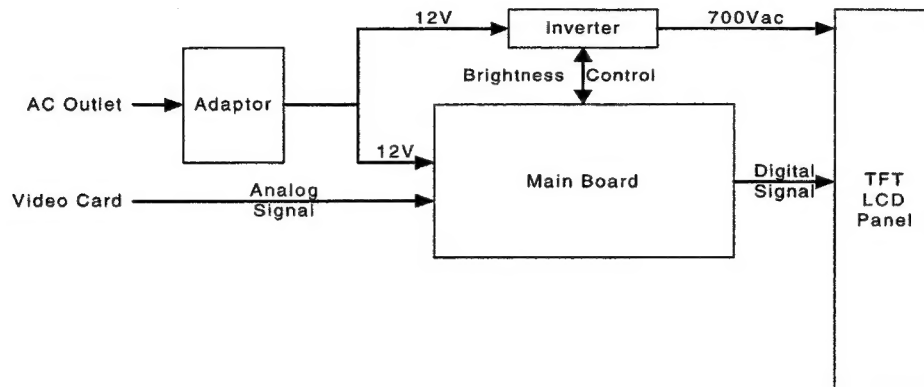 12V
Inverter
700Vac
Brightness Control
AC Outlet
Adaptor
12V
Main Board
Digital
Signal
TFT
LCD
Panel
Video Card
Analog
Signal